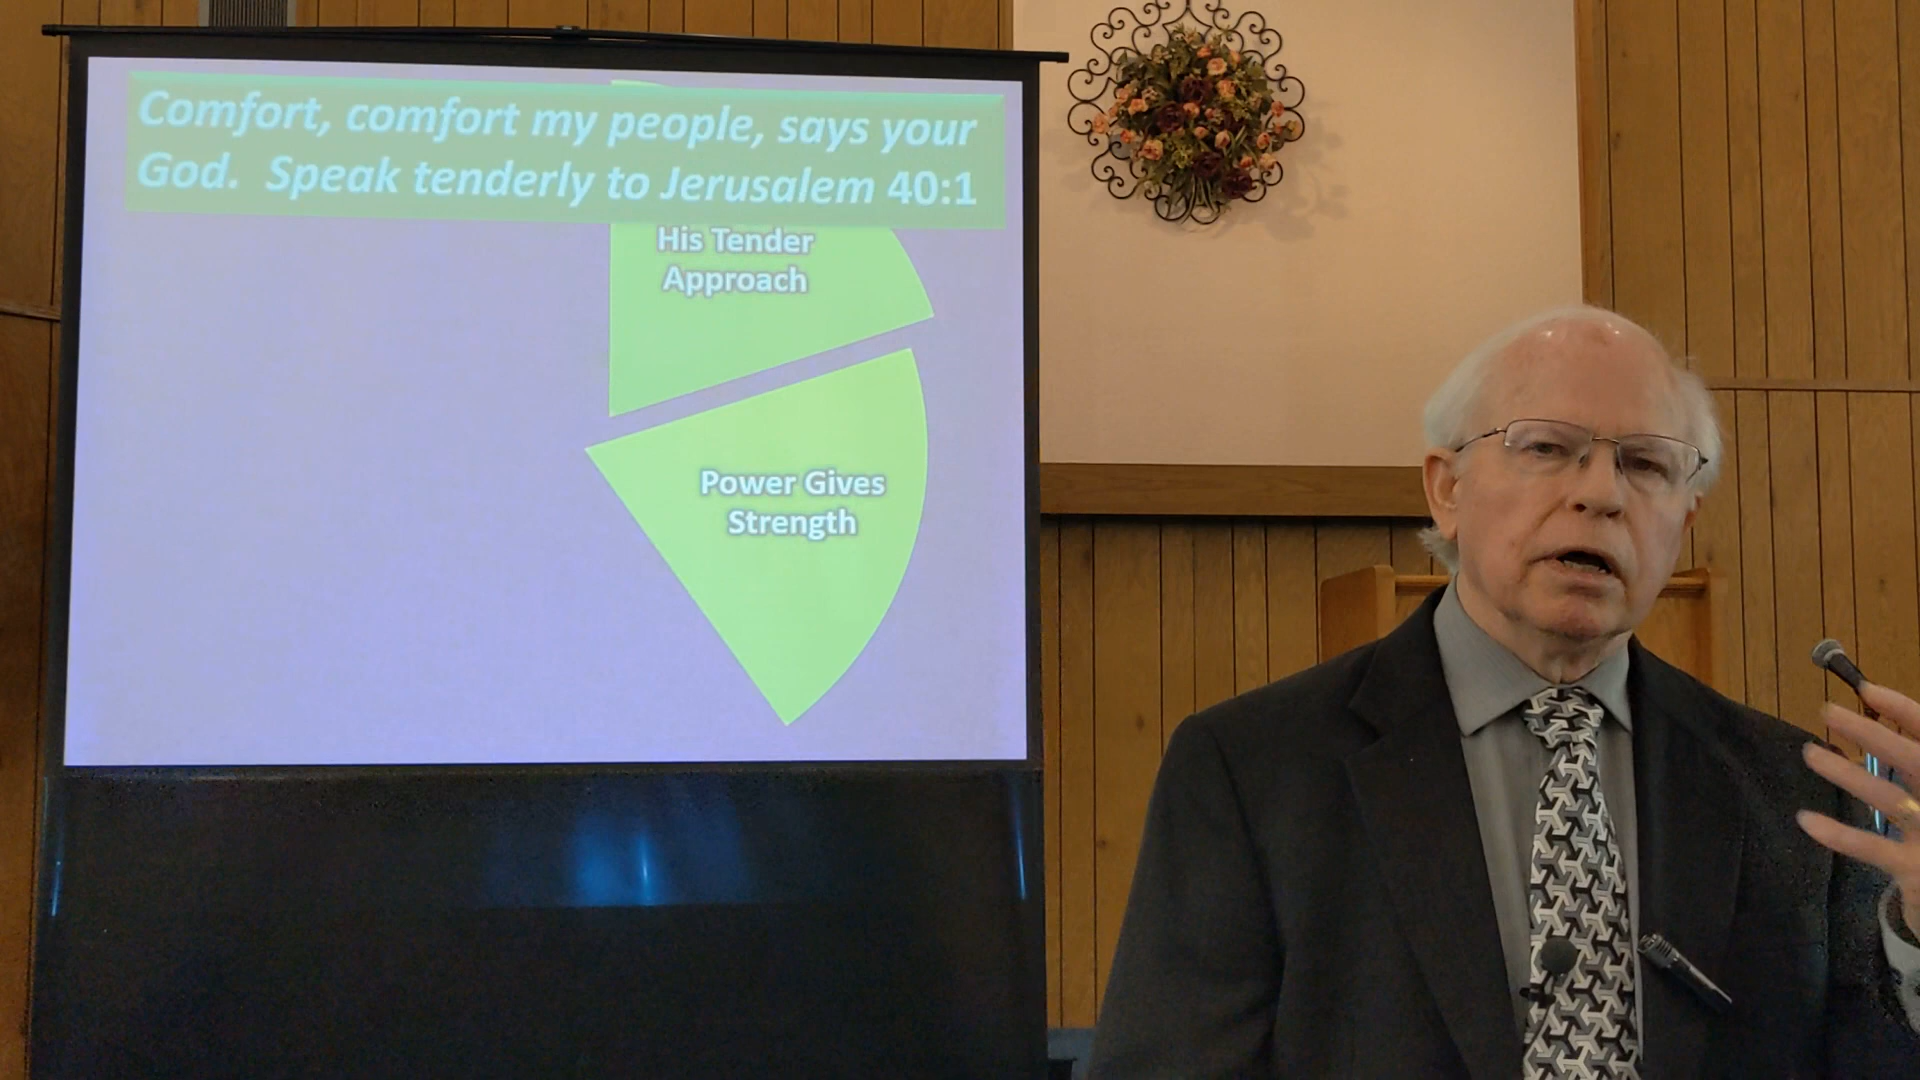 Comfort, comfort my people, says your
God.  Speak tenderly to Jerusalem 40:1
His Tender
Approach
Power Gives
Strength